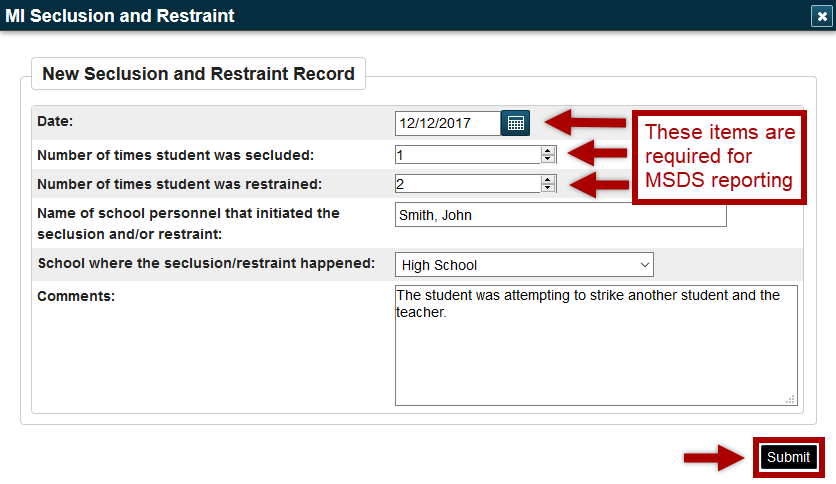 MI Seclusion and Restraint
New Seclusion and Restraint Record
Date:
12/12/2017
These items are
required for
MSDS reporting
Number of times student was secluded:
1
Number of times student was restrained:
2
Name of school personnel that initiated the
seclusion and/or restraint:
Smith, John
School where the seclusion/restraint happened:
High School
Comments:
The student was attempting to strike another student and the
teacher.
Submit